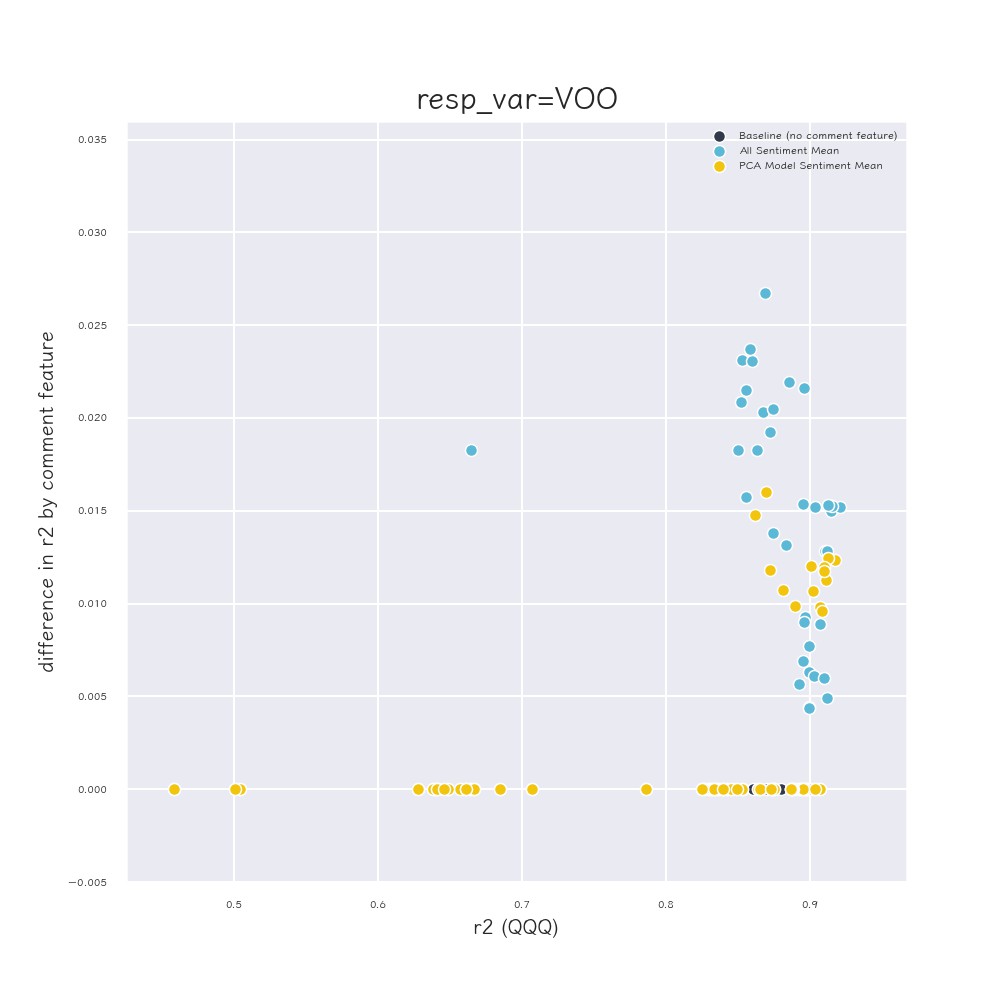 resp_var=VOO
Baseline (no comment feature)
All Sentiment Mean
PCA Model Sentiment Mean
0.035
0.030
0.025
0.020
0.015
0.010
0.005
0.000
−0.005
difference in r2 by comment feature
0.5 0.6 0.7 0.8 0.9
r2 (QQQ)